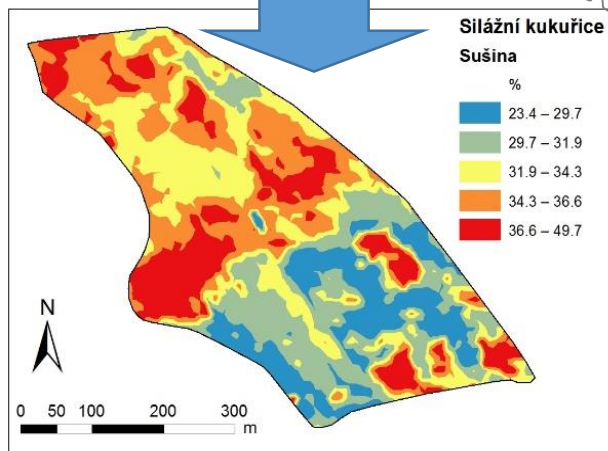 Silážní kukuřice
Sušina
%
23.4 – 29.7
29.7 – 31.9
31.9 – 34.3
34.3 – 36.6
36.6 – 49.7
N
0 50 100 200 300
m